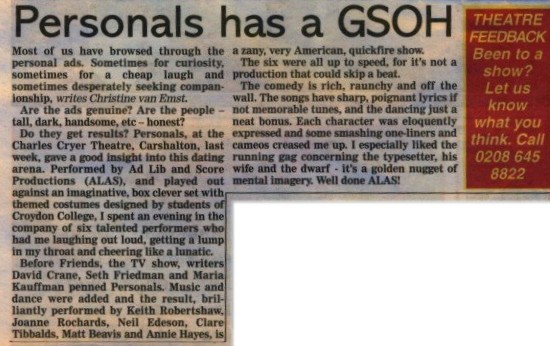 Personals has a GSOH
Most of us have browsed through the
personal ads. Sometimes for curiosity,
sometimes for a cheap laugh and
sometimes desperately seeking compan-
ionship, writes Christine van Emst.
Are the ads genuine? Are the people –
tall, dark, handsome, etc – honest?
Do they get results? Personals, at the
Charles Cryer Theatre, Carshalton, last
week, gave a good insight into this dating
arena. Performed by Ad Lib and Score
Productions (ALAS), and played out
against an imaginative, box clever set with
themed costumes designed by students of
Croydon College, I spent an evening in the
company of six talented performers who
had me laughing out loud, getting a lump
in my throat and cheering like a lunatic.
Before Friends, the TV show, writers
David Crane, Seth Friedman and Maria
Kauffman penned Personals. Music and
dance were added and the result, bril-
liantly performed by Keith Robertshaw,
Joanne Rochards, Neil Edeson, Clare
Tibbalds, Matt Beavis and Annie Hayes, is
a zany, very American, quickfire show.
The six were all up to speed, for it's not a
production that could skip a beat.
The comedy is rich, raunchy and off the
wall. The songs have sharp, poignant lyrics if
not memorable tunes, and the dancing just a
neat bonus. Each character was eloquently
expressed and some smashing one-liners and
cameos creased me up. I especially liked the
running gag concerning the typesetter, his
wife and the dwarf - it's a golden nugget of
mental imagery. Well done ALAS!
THEATRE
FEEDBACK
Been to a
show?
Let us
know
what you
think. Call
0208 645
8822